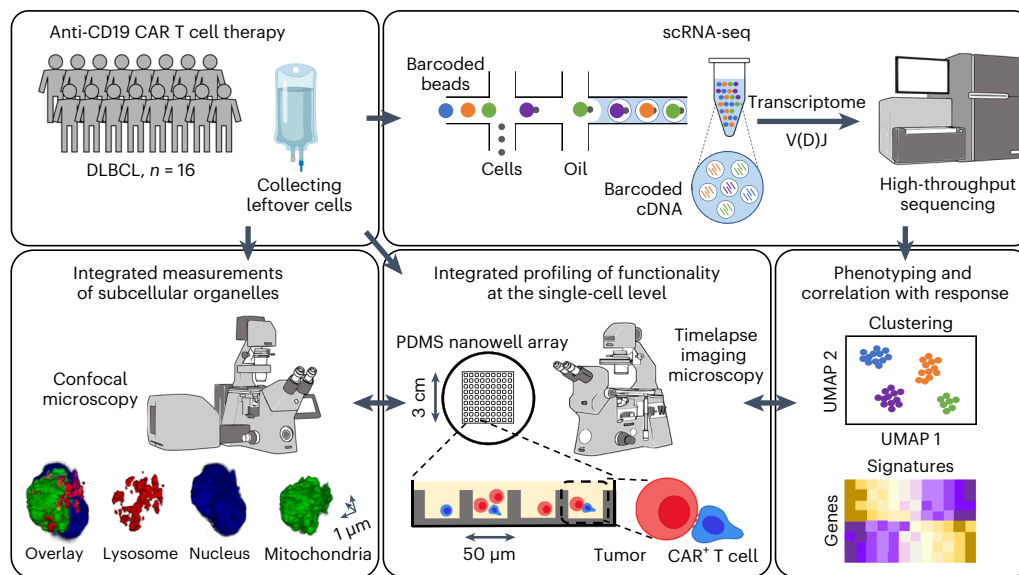 Anti-CD19 CAR T cell therapy
DLBCL, n = 16
Collecting
leftover cells
scRNA-seq
Barcoded
beads
Cells
Oil
Barcoded
cDNA
Transcriptome
V(D)J
High-throughput
sequencing
Integrated measurements
of subcellular organelles
Confocal
microscopy
Overlay
Lysosome
Nucleus
Mitochondria
1 µm
Integrated profiling of functionality
at the single-cell level
PDMS nanowell array
3 cm
Timelapse
imaging
microscopy
50 µm
Tumor
CAR⁺ T cell
Phenotyping and
correlation with response
Clustering
UMAP 2
UMAP 1
Signatures
Genes